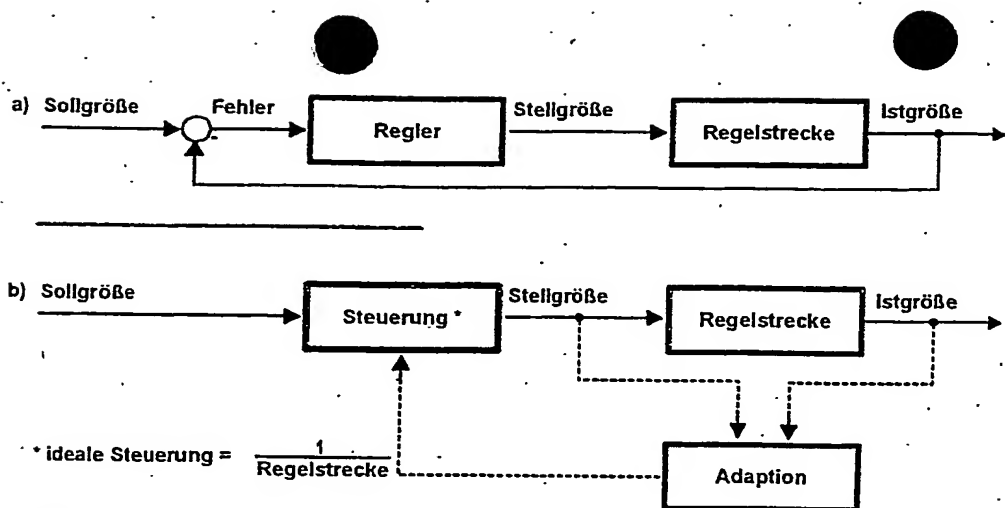 a) Sollgröße Fehler Stellgröße Istgröße
Regler Regelstrecke
b) Sollgröße Stellgröße Istgröße
Steuerung * Regelstrecke
* ideale Steuerung = 1
Regelstrecke
Adaption